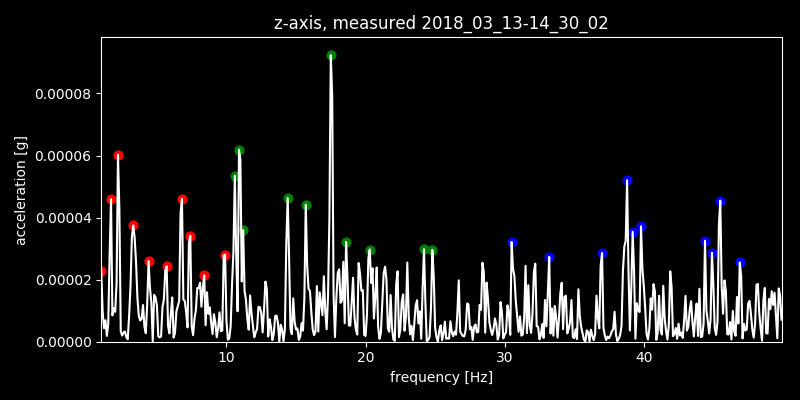 z-axis, measured 2018_03_13-14_30_02
acceleration [g]
0.00008
0.00006
0.00004
0.00002
0.00000
10 20 30 40
frequency [Hz]